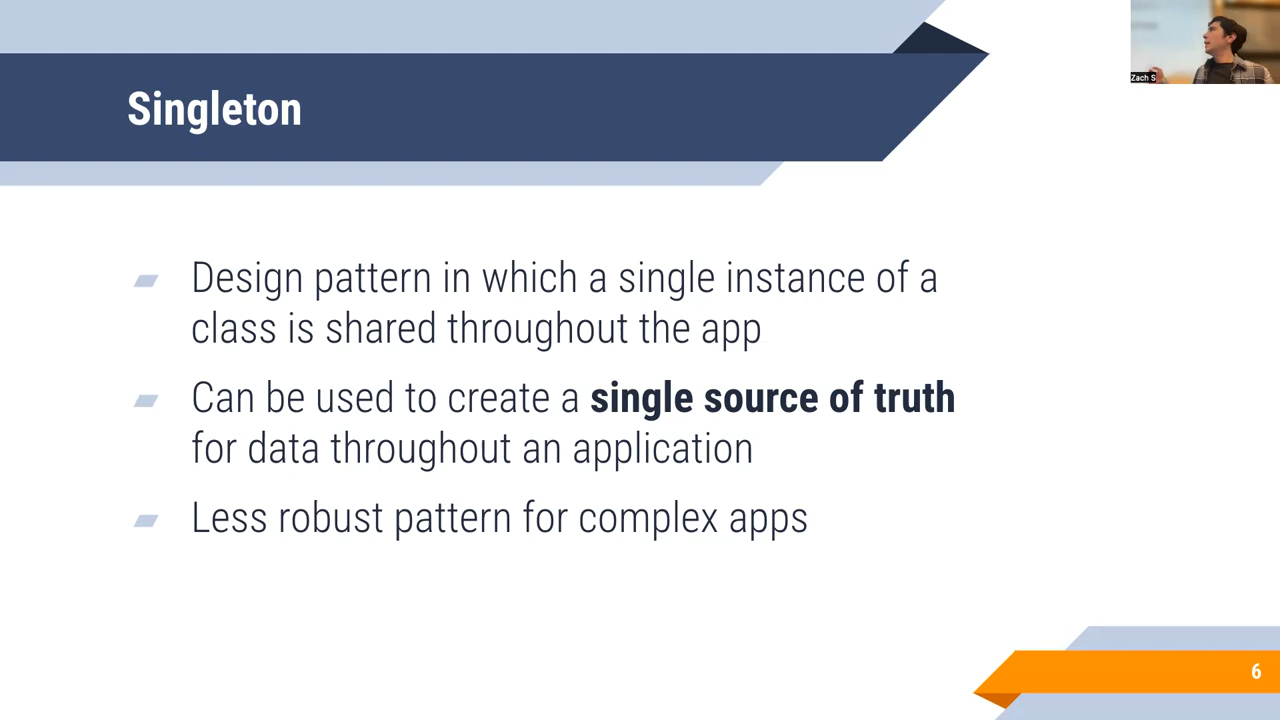 Zach S
Singleton
Design pattern in which a single instance of a
class is shared throughout the app
Can be used to create a single source of truth
for data throughout an application
Less robust pattern for complex apps
6